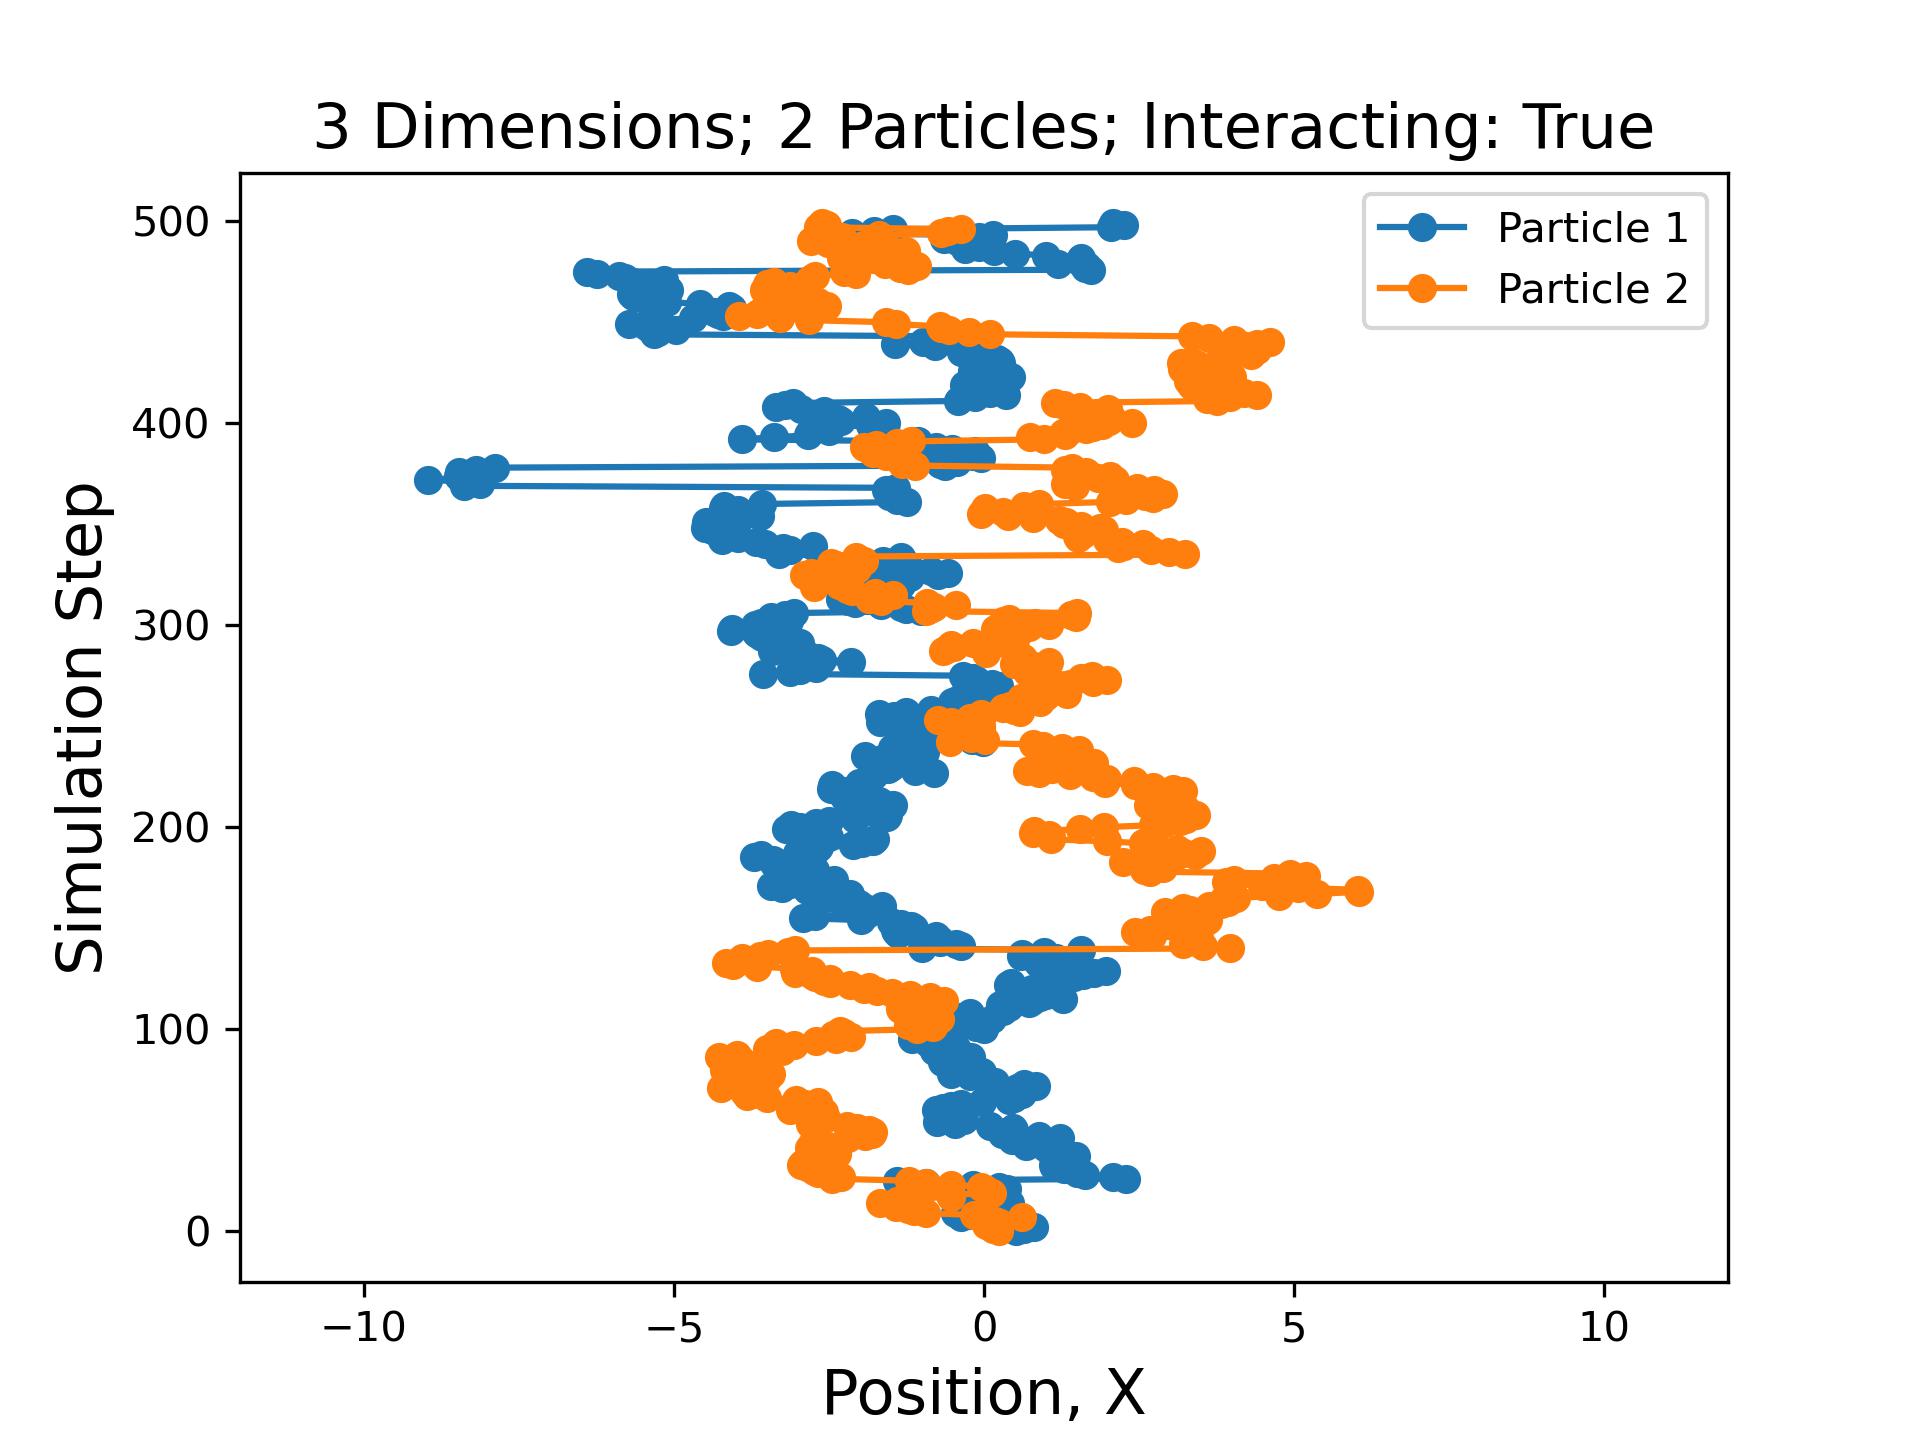 3 Dimensions; 2 Particles; Interacting: True
Particle 1
Particle 2
500
400
300
200
100
0
Simulation Step
−10
−5
0
5
10
Position, X